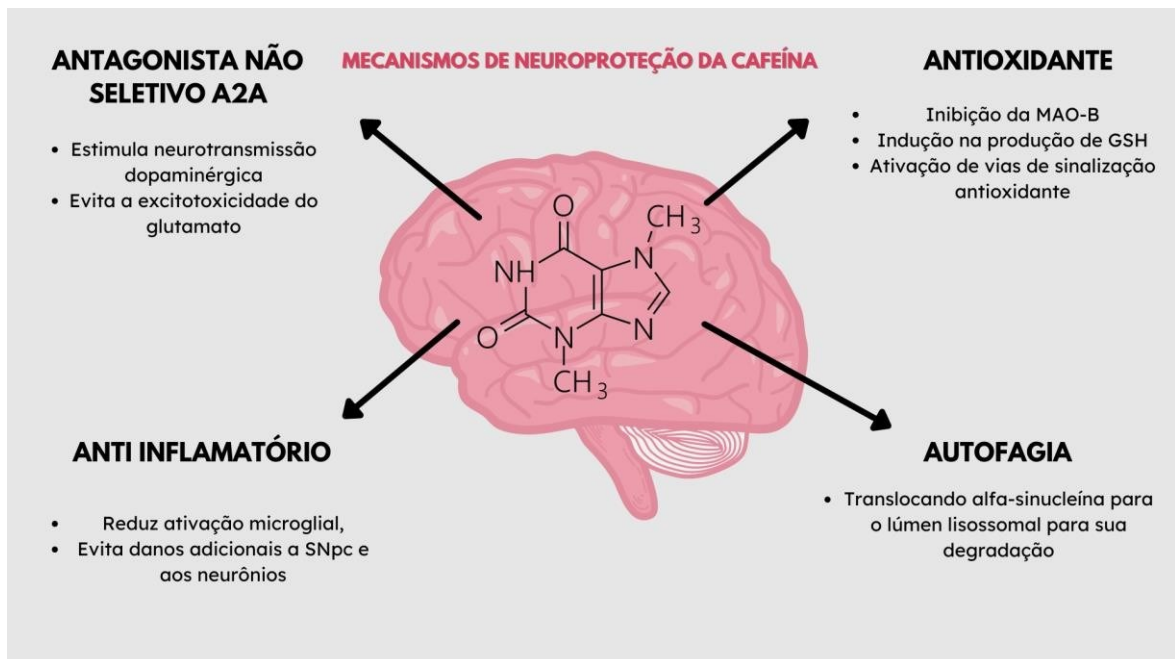 MECANISMOS DE NEUROPROTEÇÃO DA CAFEÍNA
ANTAGONISTA NÃO
SELETIVO A2A
• Estimula neurotransmissão
dopaminérgica
• Evita a excitotoxicidade do
glutamato
ANTIOXIDANTE
• Inibição da MAO-B
• Indução na produção de GSH
• Ativação de vias de sinalização
antioxidante
O
CH3
N
NH
O
N
N
CH3
ANTI INFLAMATÓRIO
• Reduz ativação microglial,
• Evita danos adicionais a SNpc e
aos neurônios
AUTOFAGIA
• Translocando alfa-sinucleína para
o lúmen lisossomal para sua
degradação